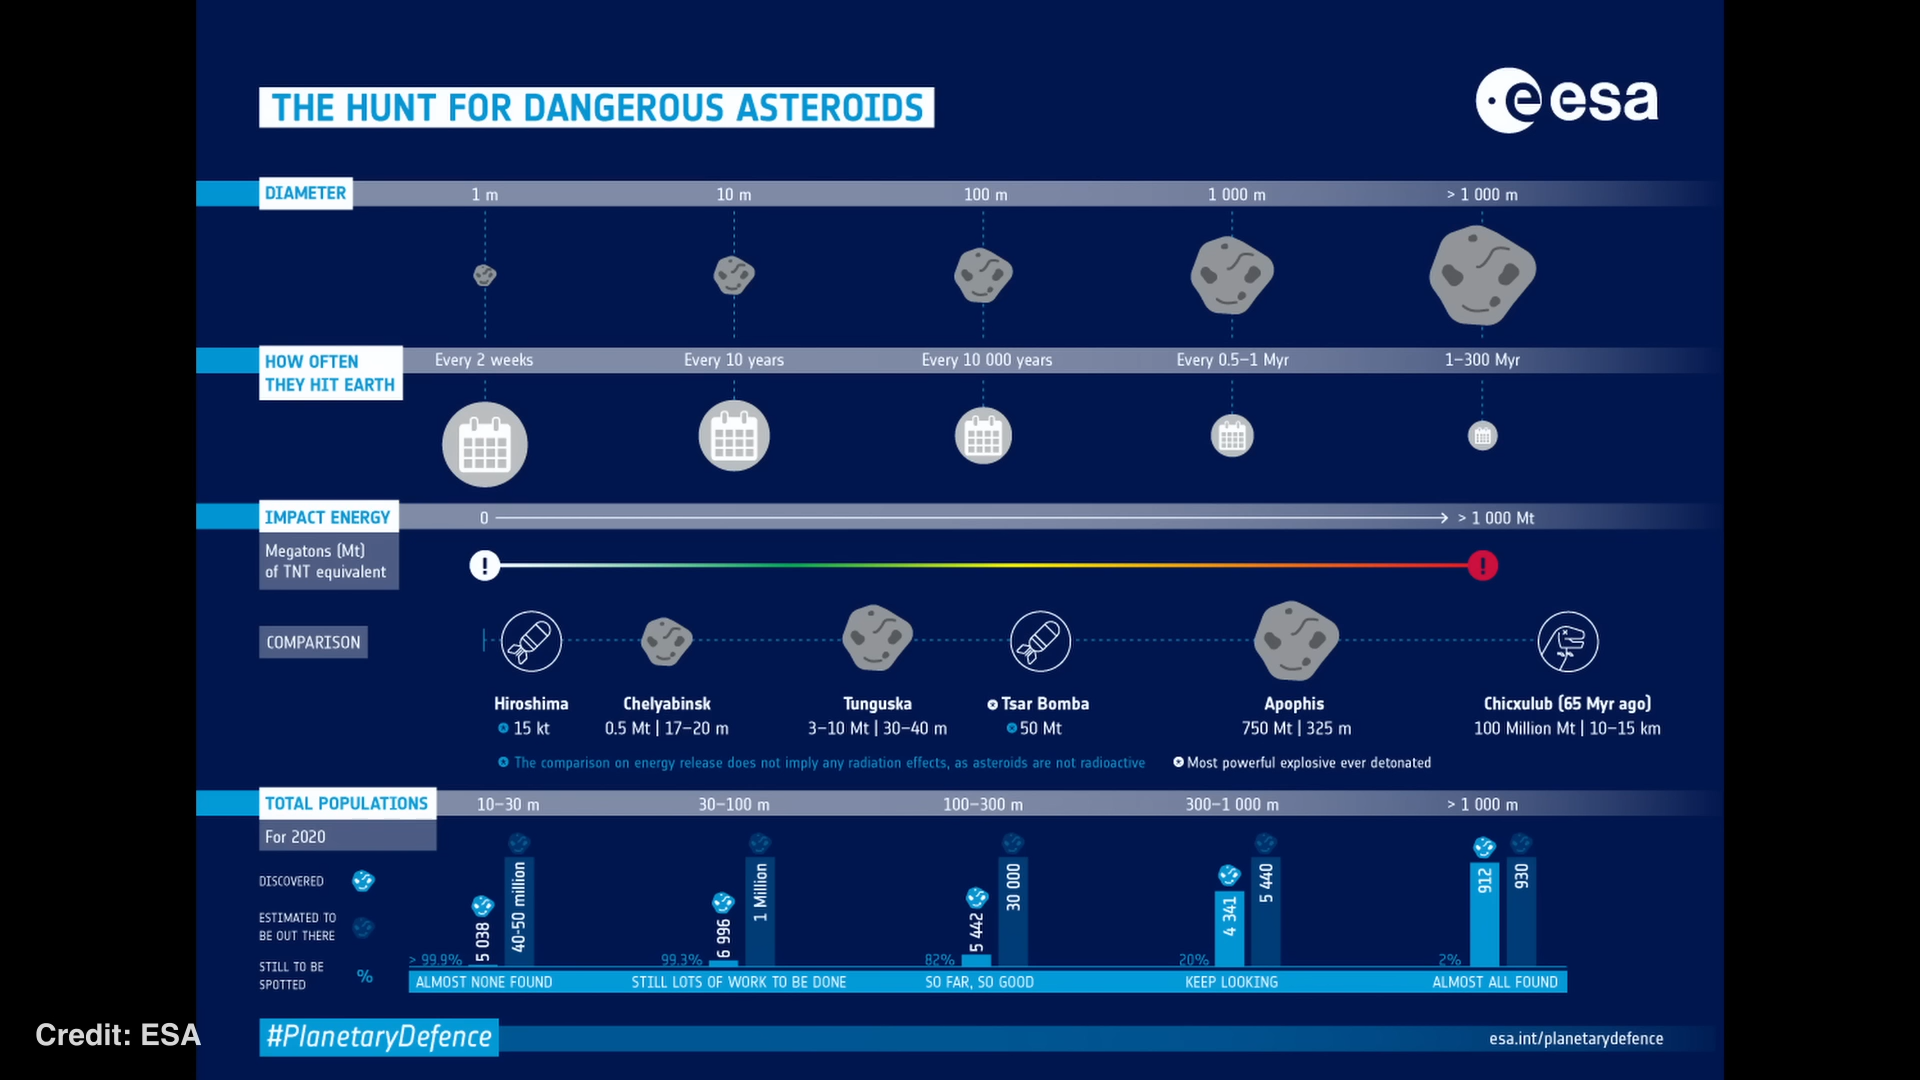 THE HUNT FOR DANGEROUS ASTEROIDS
esa
DIAMETER
1 m
10 m
100 m
1 000 m
> 1 000 m
HOW OFTEN
THEY HIT EARTH
Every 2 weeks
Every 10 years
Every 10 000 years
Every 0.5–1 Myr
1–300 Myr
IMPACT ENERGY
0
> 1 000 Mt
Megatons (Mt)
of TNT equivalent
!
!
COMPARISON
Hiroshima
15 kt
Chelyabinsk
0.5 Mt | 17–20 m
Tunguska
3–10 Mt | 30–40 m
Tsar Bomba
50 Mt
Apophis
750 Mt | 325 m
Chicxulub (65 Myr ago)
100 Million Mt | 10–15 km
The comparison on energy release does not imply any radiation effects, as asteroids are not radioactive
Most powerful explosive ever detonated
TOTAL POPULATIONS
For 2020
10–30 m
30–100 m
100–300 m
300–1 000 m
> 1 000 m
DISCOVERED
ESTIMATED TO
BE OUT THERE
STILL TO BE
SPOTTED
%
> 99.9%
5 038
40-50 million
99.3%
6 996
1 Million
82%
5 442
30 000
20%
4 341
5 440
2%
912
930
ALMOST NONE FOUND
STILL LOTS OF WORK TO BE DONE
SO FAR, SO GOOD
KEEP LOOKING
ALMOST ALL FOUND
Credit: ESA
#PlanetaryDefence
esa.int/planetarydefence